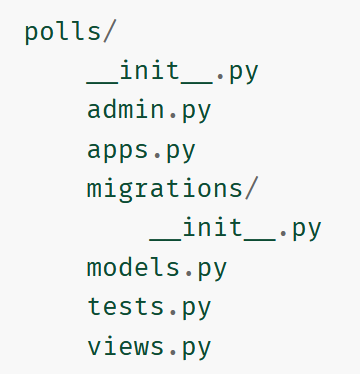 polls/
    __init__.py
    admin.py
    apps.py
    migrations/
        __init__.py
    models.py
    tests.py
    views.py